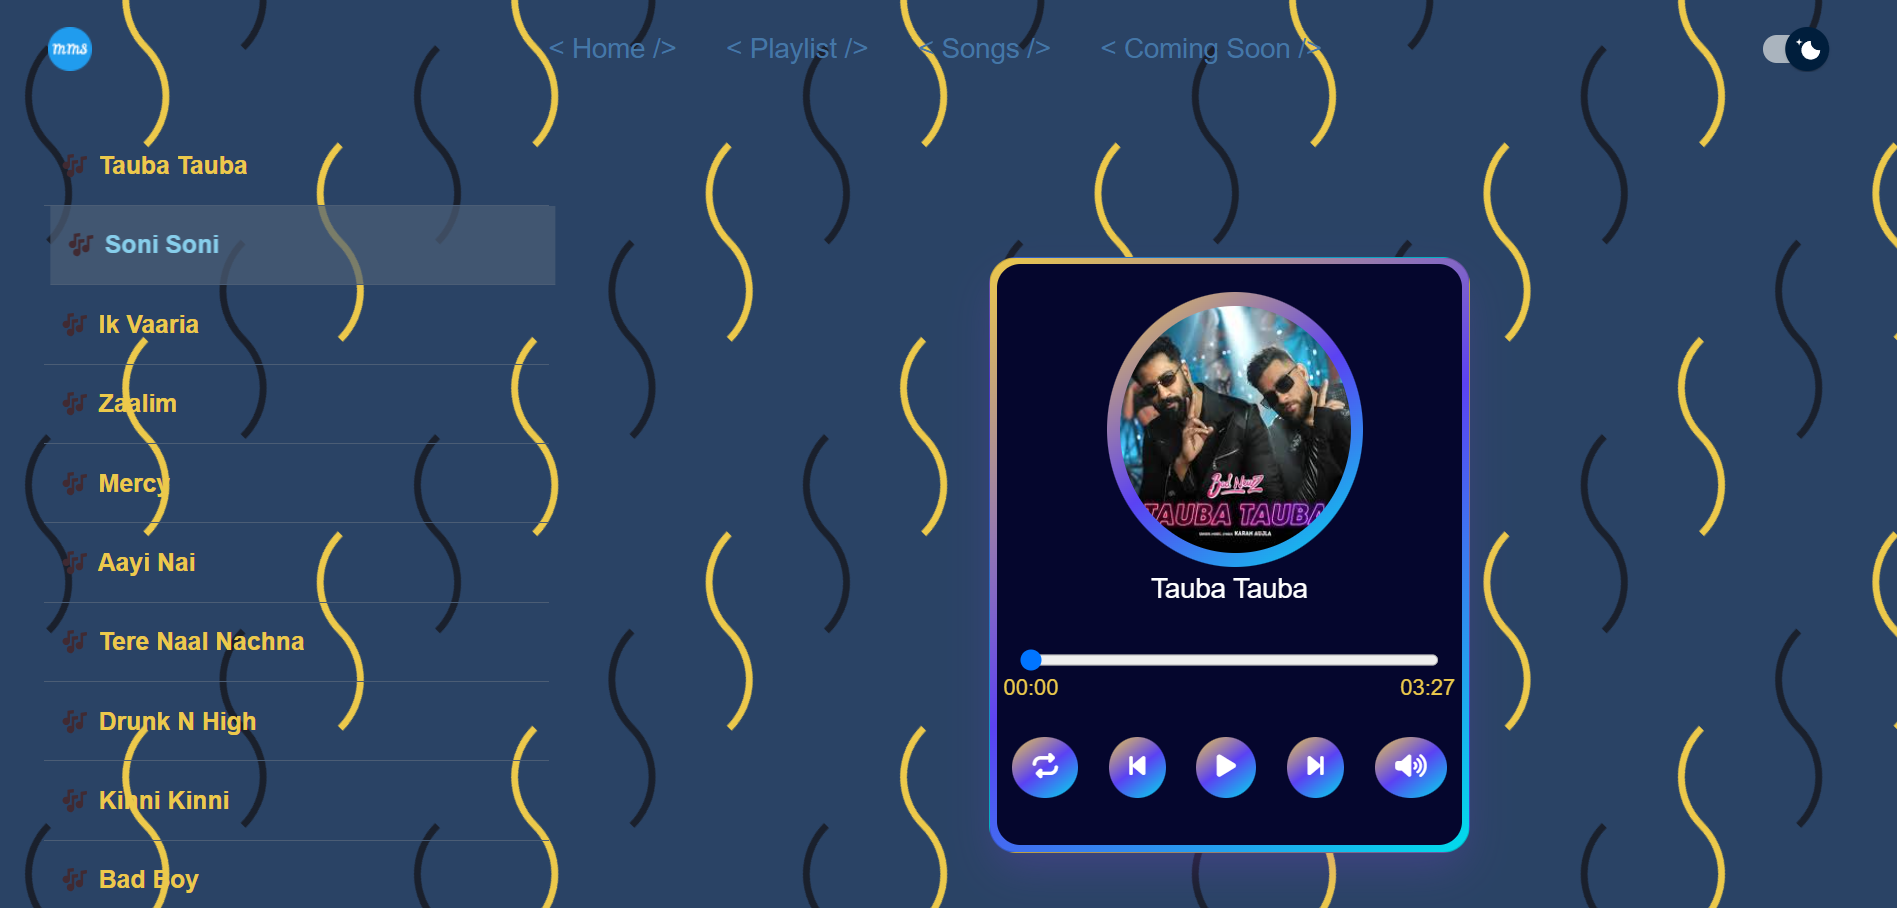 mms
< Home /> < Playlist /> < Songs /> < Coming Soon />
Tauba Tauba
Soni Soni
Ik Vaaria
Zaalim
Mercy
Aayi Nai
Tere Naal Nachna
Drunk N High
Kinni Kinni
Bad Boy
Bad Newz
TAUBA TAUBA
KARAN AUJLA
Tauba Tauba
00:00 03:27